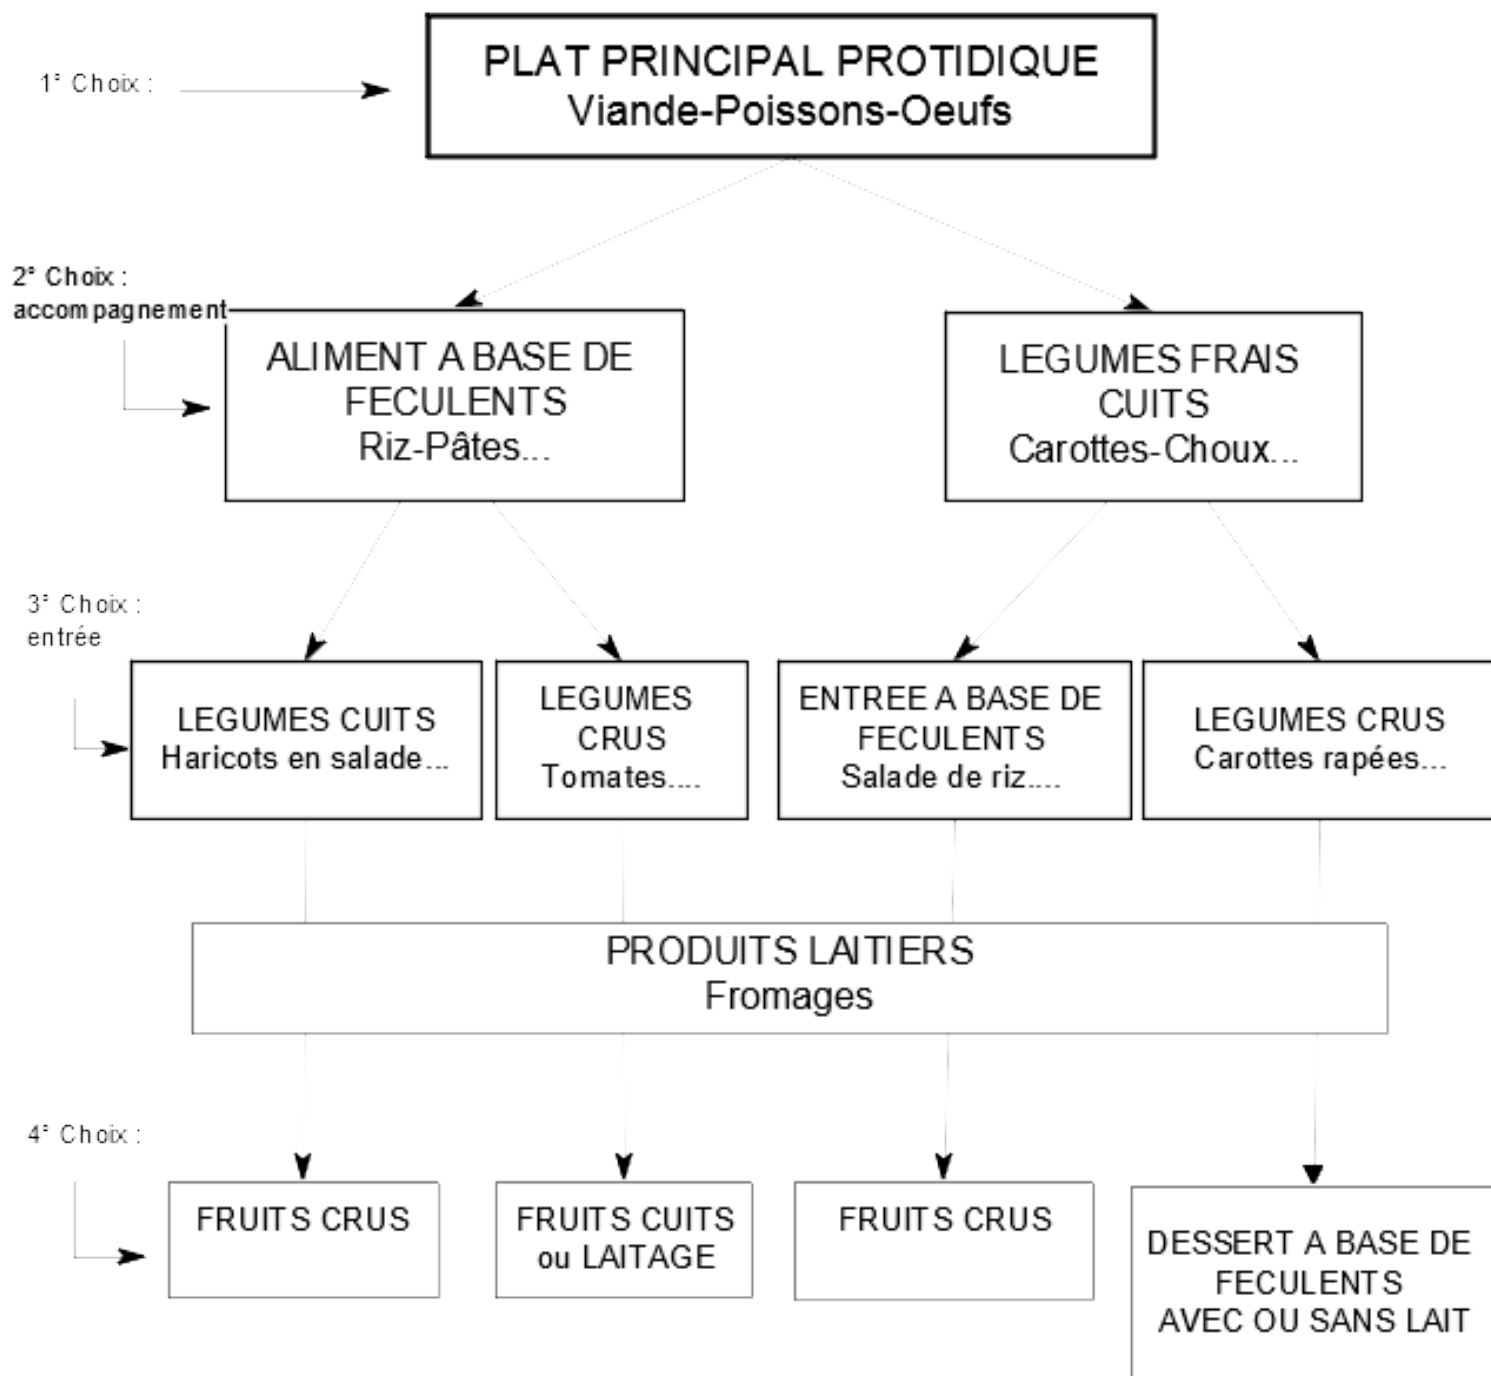 1° Choix :
PLAT PRINCIPAL PROTIDIQUE
Viande-Poissons-Oeufs
2° Choix :
accompagnement
ALIMENT A BASE DE
FECULENTS
Riz-Pâtes...
LEGUMES FRAIS
CUITS
Carottes-Choux...
3° Choix :
entrée
LEGUMES CUITS
Haricots en salade...
LEGUMES
CRUS
Tomates....
ENTREE A BASE DE
FECULENTS
Salade de riz....
LEGUMES CRUS
Carottes rapées...
PRODUITS LAITIERS
Fromages
4° Choix :
FRUITS CRUS
FRUITS CUITS
ou LAITAGE
FRUITS CRUS
DESSERT A BASE DE
FECULENTS
AVEC OU SANS LAIT